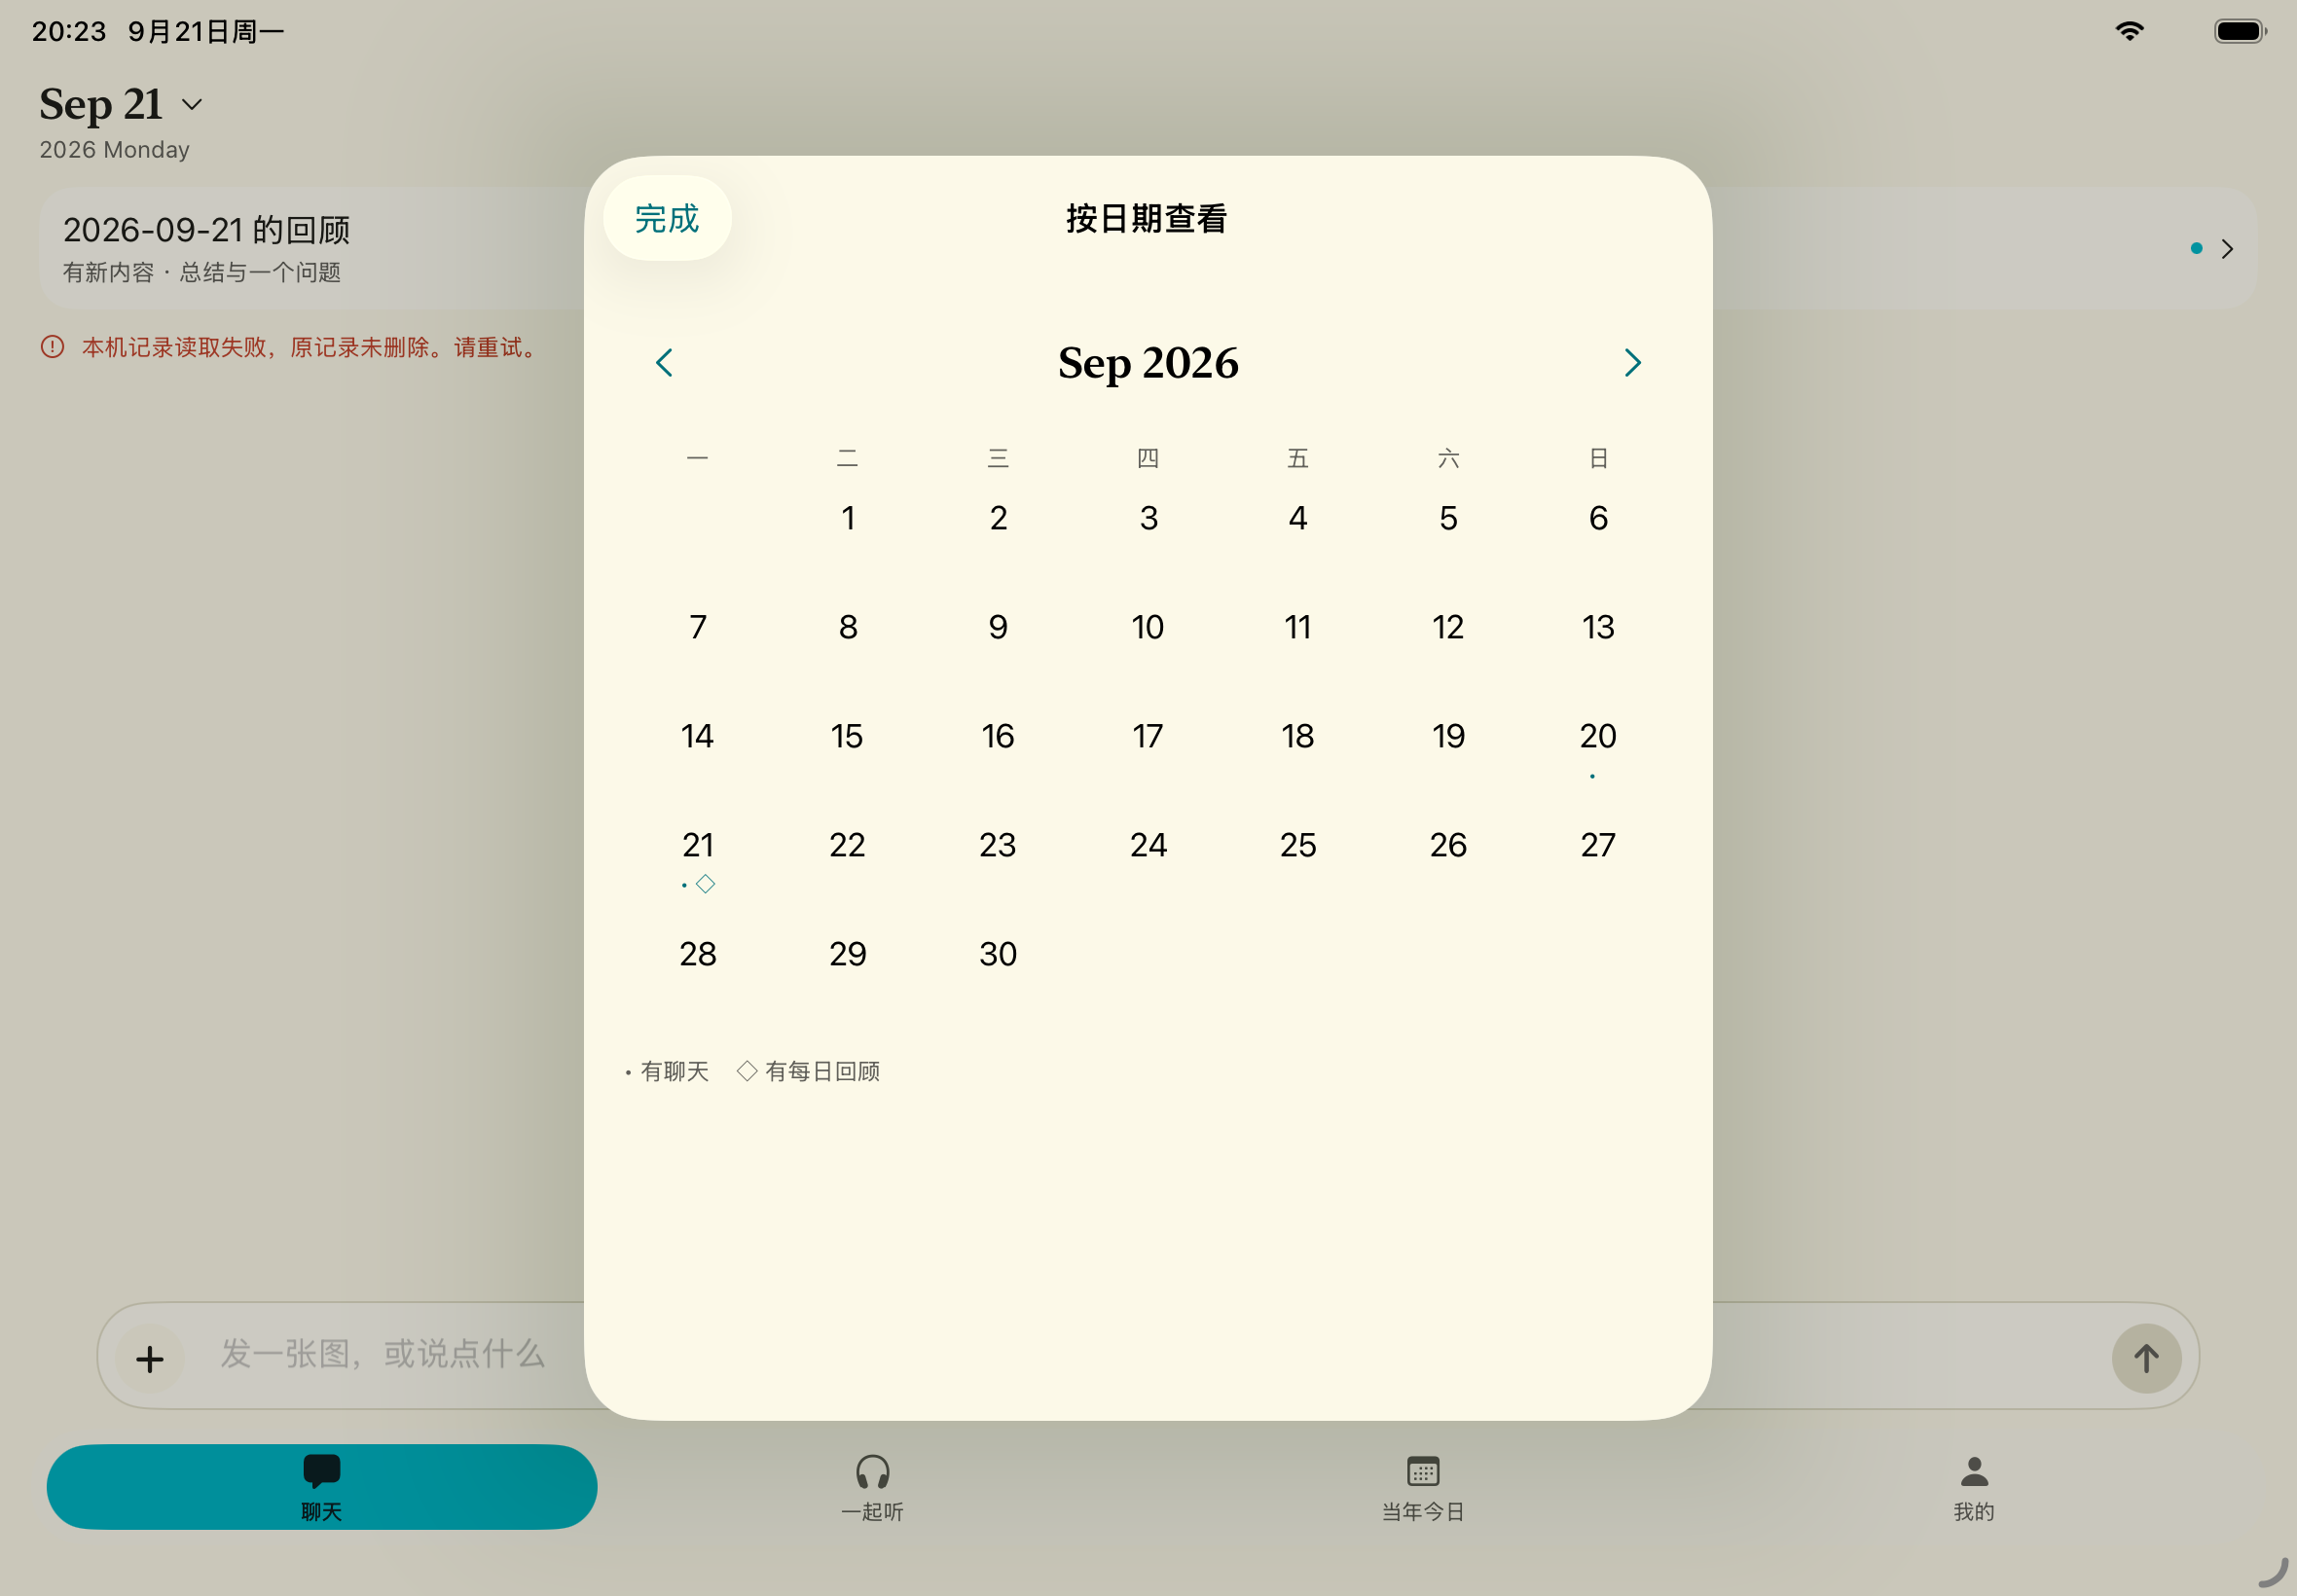 20:23 9月21日周一
Sep 21
2026 Monday
2026-09-21 的回顾
有新内容 · 总结与一个问题
本机记录读取失败，原记录未删除。请重试。
完成
按日期查看
Sep 2026
一 二 三 四 五 六 日
1 2 3 4 5 6
7 8 9 10 11 12 13
14 15 16 17 18 19 20
21 22 23 24 25 26 27
28 29 30
· 有聊天 ◇ 有每日回顾
发一张图，或说点什么
聊天
一起听
当年今日
我的